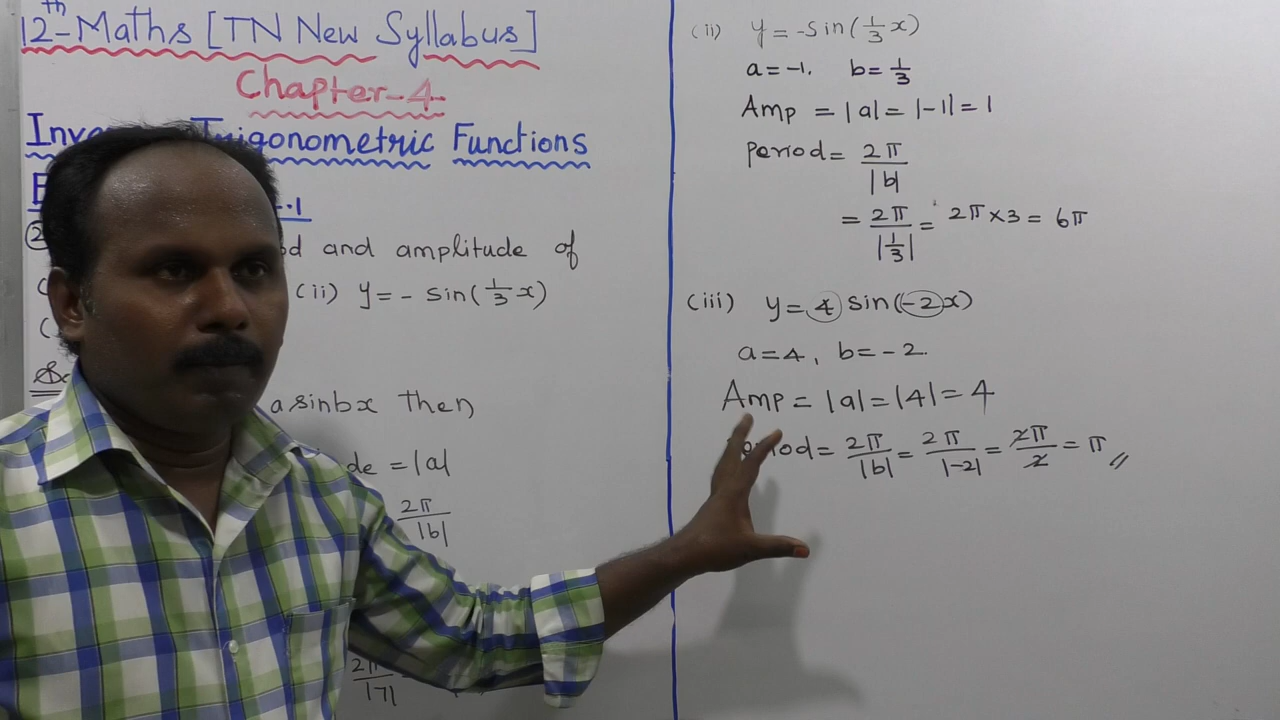 12th Maths [TN New Syllabus]
Chapter-4
Trigonometric Functions
and amplitude of
(ii) y = - sin(1/3 x)
a sinbx then
= |a|
2π/|b|
2π/|7|
(ii) y = -sin(1/3 x)
a = -1. b = 1/3
Amp = |a| = |-1| = 1
period = 2π/|b|
= 2π/|1/3| = 2π×3 = 6π
(iii) y = 4 sin(-2x)
a = 4, b = -2.
Amp = |a| = |4| = 4
= 2π/|b| = 2π/|-2| = 2π/2 = π //